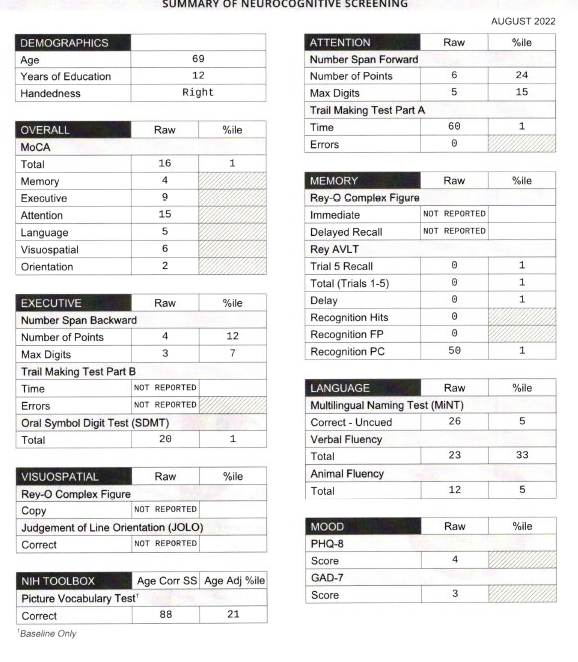 SUMMARY OF NEUROCOGNITIVE SCREENING
AUGUST 2022
DEMOGRAPHICS
Age 69
Years of Education 12
Handedness Right
OVERALL Raw %ile
MoCA
Total 16 1
Memory 4
Executive 9
Attention 15
Language 5
Visuospatial 6
Orientation 2
EXECUTIVE Raw %ile
Number Span Backward
Number of Points 4 12
Max Digits 3 7
Trail Making Test Part B
Time NOT REPORTED
Errors NOT REPORTED
Oral Symbol Digit Test (SDMT)
Total 20 1
VISUOSPATIAL Raw %ile
Rey-O Complex Figure
Copy NOT REPORTED
Judgement of Line Orientation (JOLO)
Correct NOT REPORTED
NIH TOOLBOX Age Corr SS Age Adj %ile
Picture Vocabulary Test†
Correct 88 21
†Baseline Only
ATTENTION Raw %ile
Number Span Forward
Number of Points 6 24
Max Digits 5 15
Trail Making Test Part A
Time 60 1
Errors 0
MEMORY Raw %ile
Rey-O Complex Figure
Immediate NOT REPORTED
Delayed Recall NOT REPORTED
Rey AVLT
Trial 5 Recall 0 1
Total (Trials 1-5) 0 1
Delay 0 1
Recognition Hits 0
Recognition FP 0
Recognition PC 50 1
LANGUAGE Raw %ile
Multilingual Naming Test (MiNT)
Correct - Uncued 26 5
Verbal Fluency
Total 23 33
Animal Fluency
Total 12 5
MOOD Raw %ile
PHQ-8
Score 4
GAD-7
Score 3